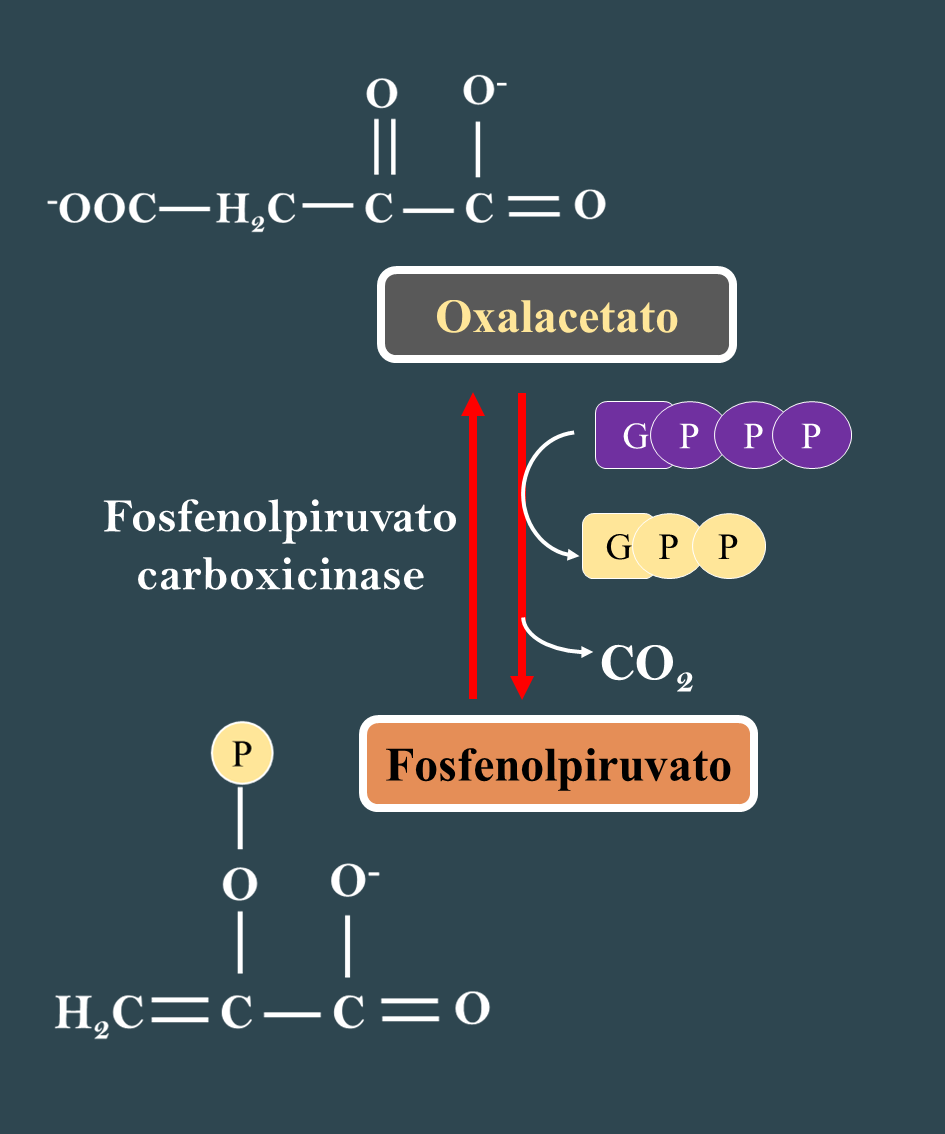 O O-
-OOC H2C C C O
Oxalacetato
G P P P
G P P
Fosfenolpiruvato
carboxicinase
CO2
Fosfenolpiruvato
P
O O-
H2C C C O